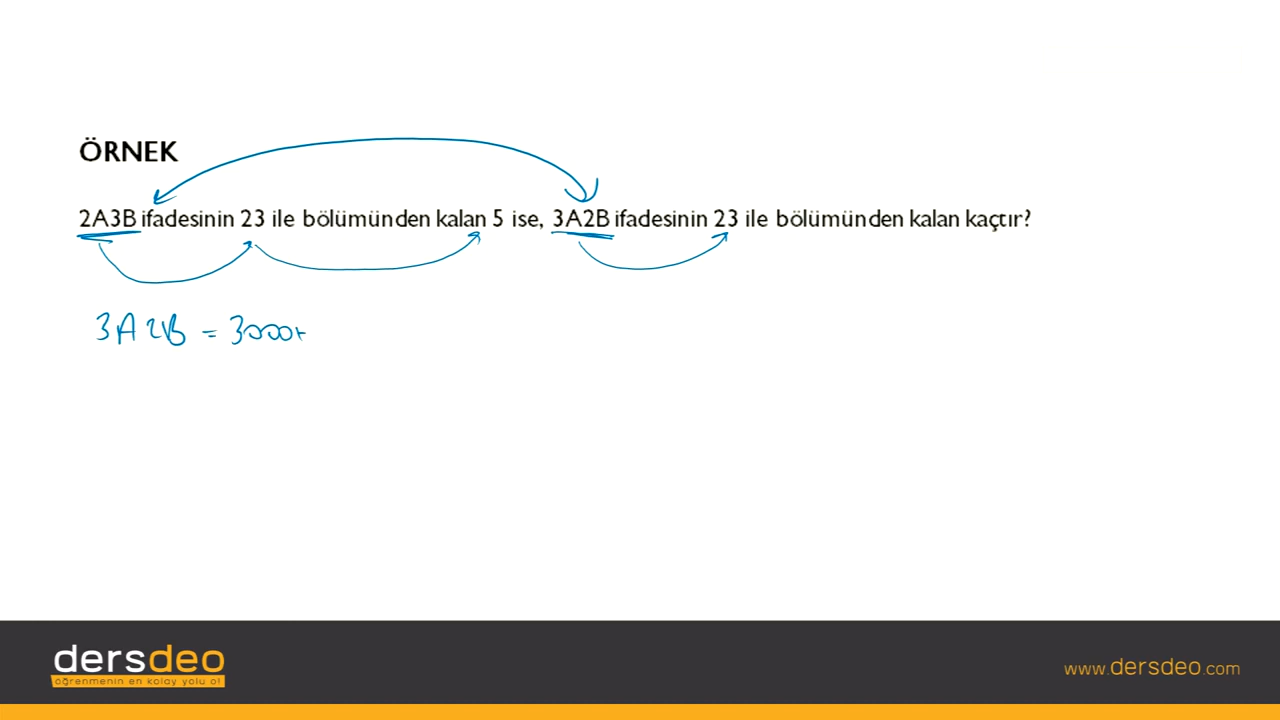 ÖRNEK
2A3B ifadesinin 23 ile bölümünden kalan 5 ise, 3A2B ifadesinin 23 ile bölümünden kalan kaçtır?
3A2B = 3000+
dersdeo
öğrenmenin en kolay yolu o!
www.dersdeo.com